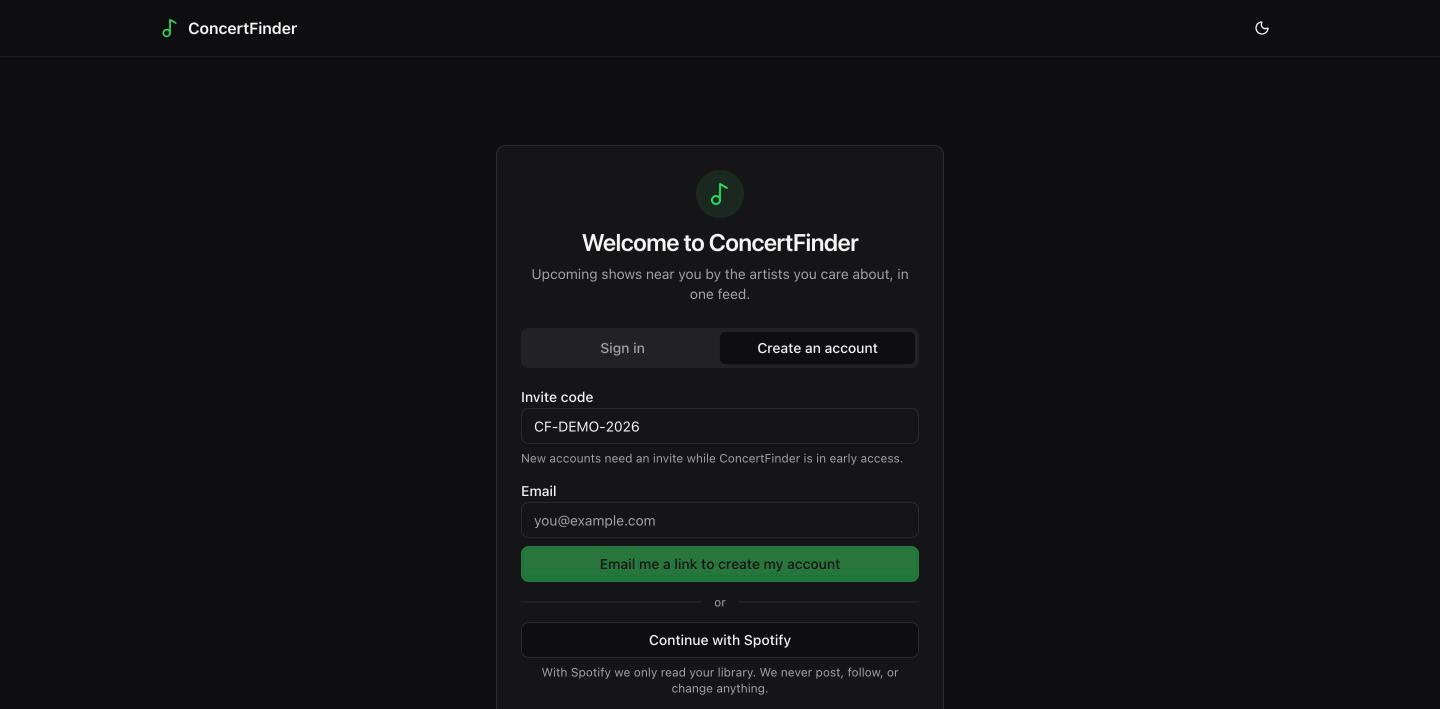 ConcertFinder
Welcome to ConcertFinder
Upcoming shows near you by the artists you care about, in
one feed.
Sign in
Create an account
Invite code
CF-DEMO-2026
New accounts need an invite while ConcertFinder is in early access.
Email
you@example.com
Email me a link to create my account
or
Continue with Spotify
With Spotify we only read your library. We never post, follow, or
change anything.